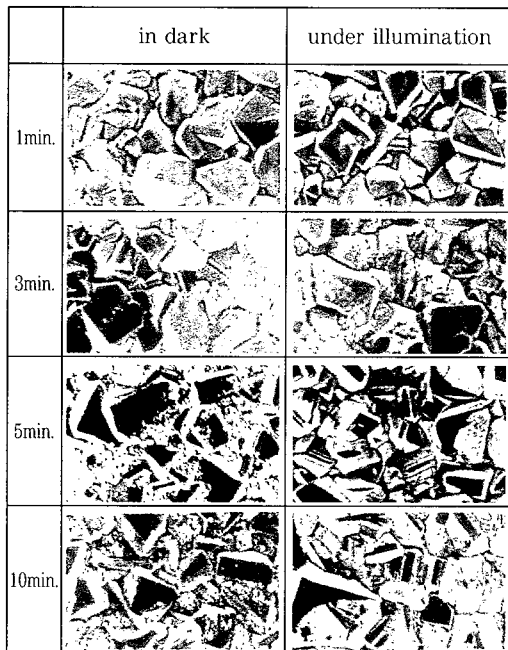 in dark
under illumination
1min.
3min.
5min.
10min.